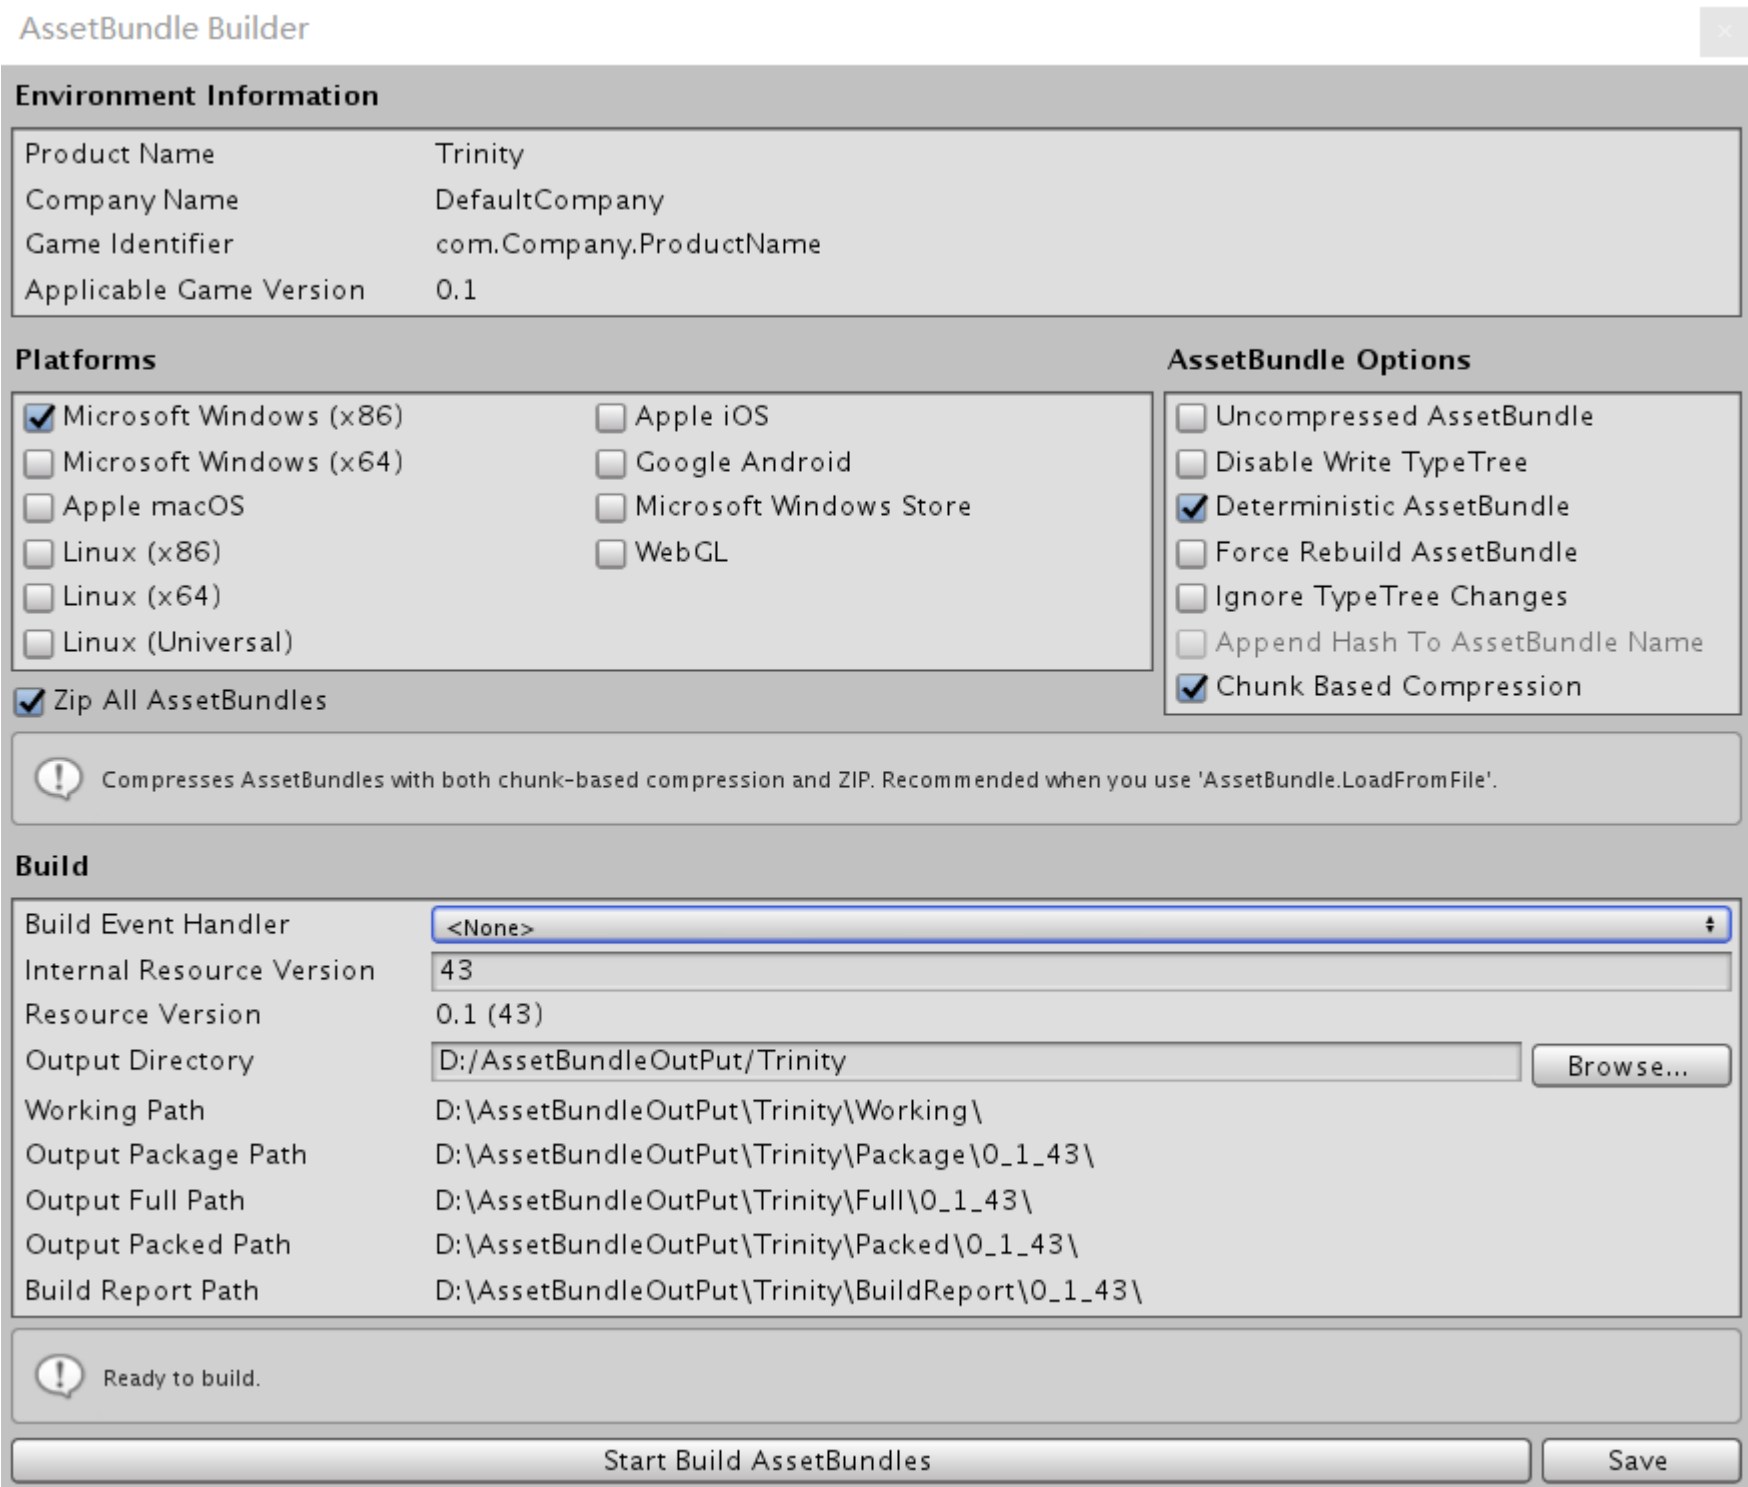 AssetBundle Builder
Environment Information
Product Name Trinity
Company Name DefaultCompany
Game Identifier com.Company.ProductName
Applicable Game Version 0.1
Platforms
Microsoft Windows (x86) Apple iOS
Microsoft Windows (x64) Google Android
Apple macOS Microsoft Windows Store
Linux (x86) WebGL
Linux (x64)
Linux (Universal)
Zip All AssetBundles
AssetBundle Options
Uncompressed AssetBundle
Disable Write TypeTree
Deterministic AssetBundle
Force Rebuild AssetBundle
Ignore TypeTree Changes
Append Hash To AssetBundle Name
Chunk Based Compression
Compresses AssetBundles with both chunk-based compression and ZIP. Recommended when you use 'AssetBundle.LoadFromFile'.
Build
Build Event Handler <None>
Internal Resource Version 43
Resource Version 0.1 (43)
Output Directory D:/AssetBundleOutPut/Trinity Browse...
Working Path D:\AssetBundleOutPut\Trinity\Working\
Output Package Path D:\AssetBundleOutPut\Trinity\Package\0_1_43\
Output Full Path D:\AssetBundleOutPut\Trinity\Full\0_1_43\
Output Packed Path D:\AssetBundleOutPut\Trinity\Packed\0_1_43\
Build Report Path D:\AssetBundleOutPut\Trinity\BuildReport\0_1_43\
Ready to build.
Start Build AssetBundles Save